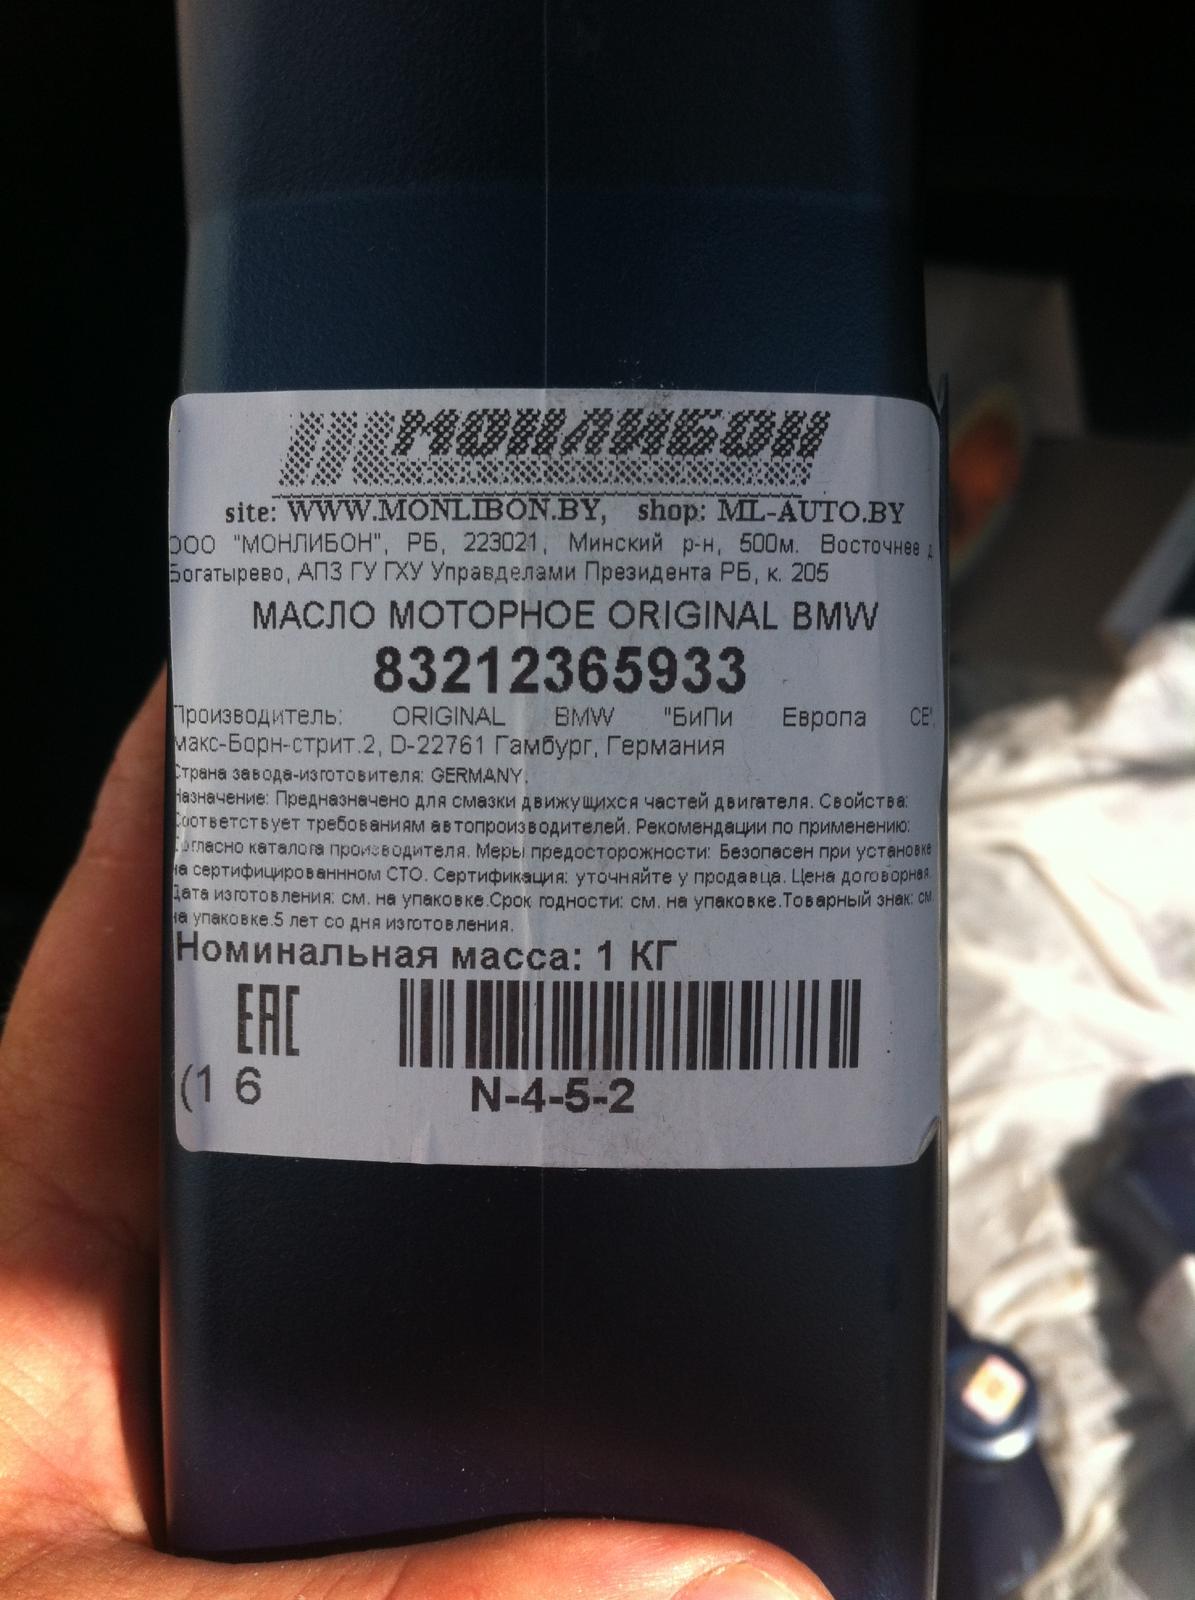 МОНЛИБОН
site: WWW.MONLIBON.BY, shop: ML-AUTO.BY
ООО "МОНЛИБОН", РБ, 223021, Минский р-н, 500м. Восточнее д
Богатырево, АПЗ ГУ ГХУ Управделами Президента РБ, к. 205
МАСЛО МОТОРНОЕ ORIGINAL BMW
83212365933
Производитель: ORIGINAL BMW "БиПи Европа СЕ",
макс-Борн-стрит.2, D-22761 Гамбург, Германия
Страна завода-изготовителя: GERMANY.
Назначение: Предназначено для смазки движущихся частей двигателя. Свойства:
Соответствует требованиям автопроизводителей. Рекомендации по применению:
Согласно каталога производителя. Меры предосторожности: Безопасен при установке
на сертифицированнном СТО. Сертификация: уточняйте у продавца. Цена договорная.
Дата изготовления: см. на упаковке.Срок годности: см. на упаковке.Товарный знак: см.
на упаковке.5 лет со дня изготовления.
Номинальная масса: 1 КГ
EAC
(1 6
N-4-5-2